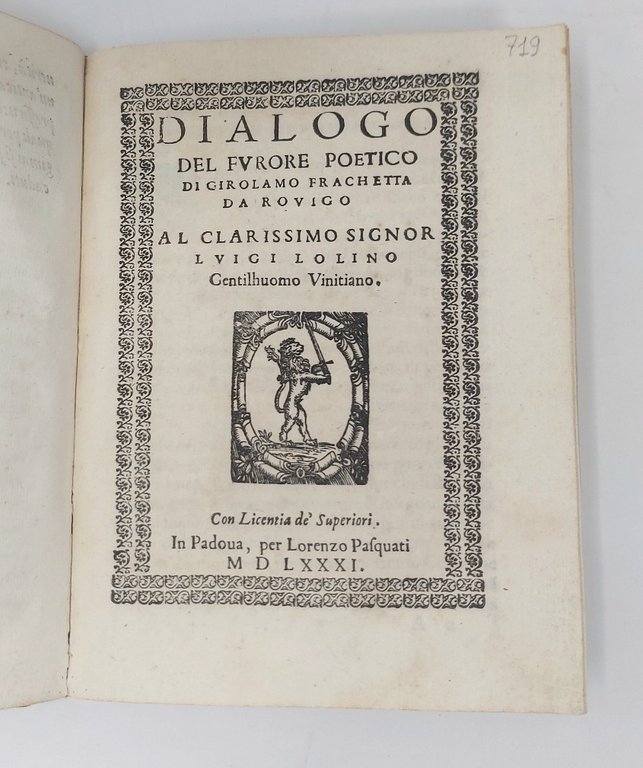 719
DIALOGO
DEL FVRORE POETICO
DI GIROLAMO FRACHETTA
DA ROVIGO
AL CLARISSIMO SIGNOR
LVIGI LOLINO
Gentilhuomo Vinitiano.
Con Licentia de' Superiori.
In Padoua, per Lorenzo Paſquati
M D LXXXI.